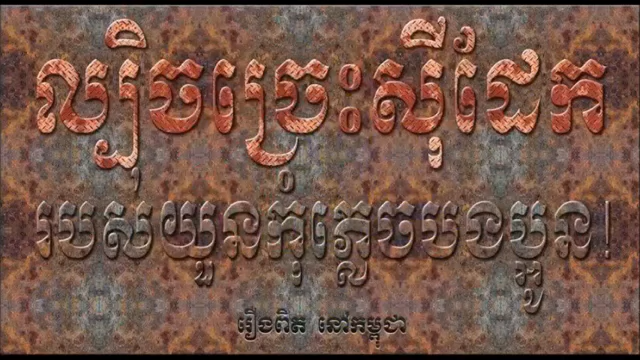 ល្បិចច្រេះស៊ីដែក
របស់យួនកុំភ្លេចបងប្អូន!
រឿងពិត នៅកម្ពុជា